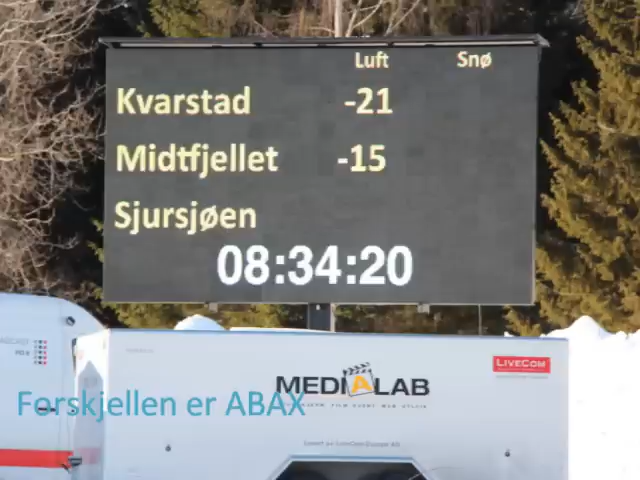 Luft Snø
Kvarstad -21
Midtfjellet -15
Sjursjøen
08:34:20
LIVECOM
MEDIALAB
Forskjellen er ABAX